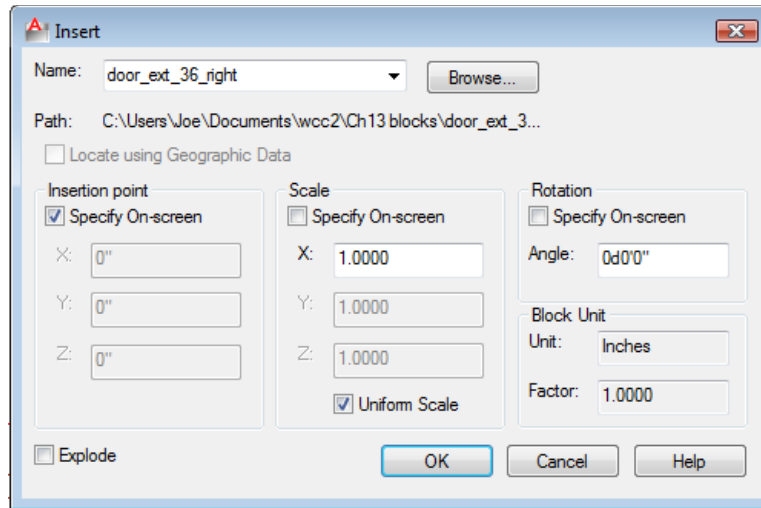 Insert
Name: door_ext_36_right Browse...
Path: C:\Users\Joe\Documents\wcc2\Ch13 blocks\door_ext_3...
Locate using Geographic Data
Insertion point
Specify On-screen
X: 0"
Y: 0"
Z: 0"
Scale
Specify On-screen
X: 1.0000
Y: 1.0000
Z: 1.0000
Uniform Scale
Rotation
Specify On-screen
Angle: 0d0'0"
Block Unit
Unit: Inches
Factor: 1.0000
Explode
OK Cancel Help